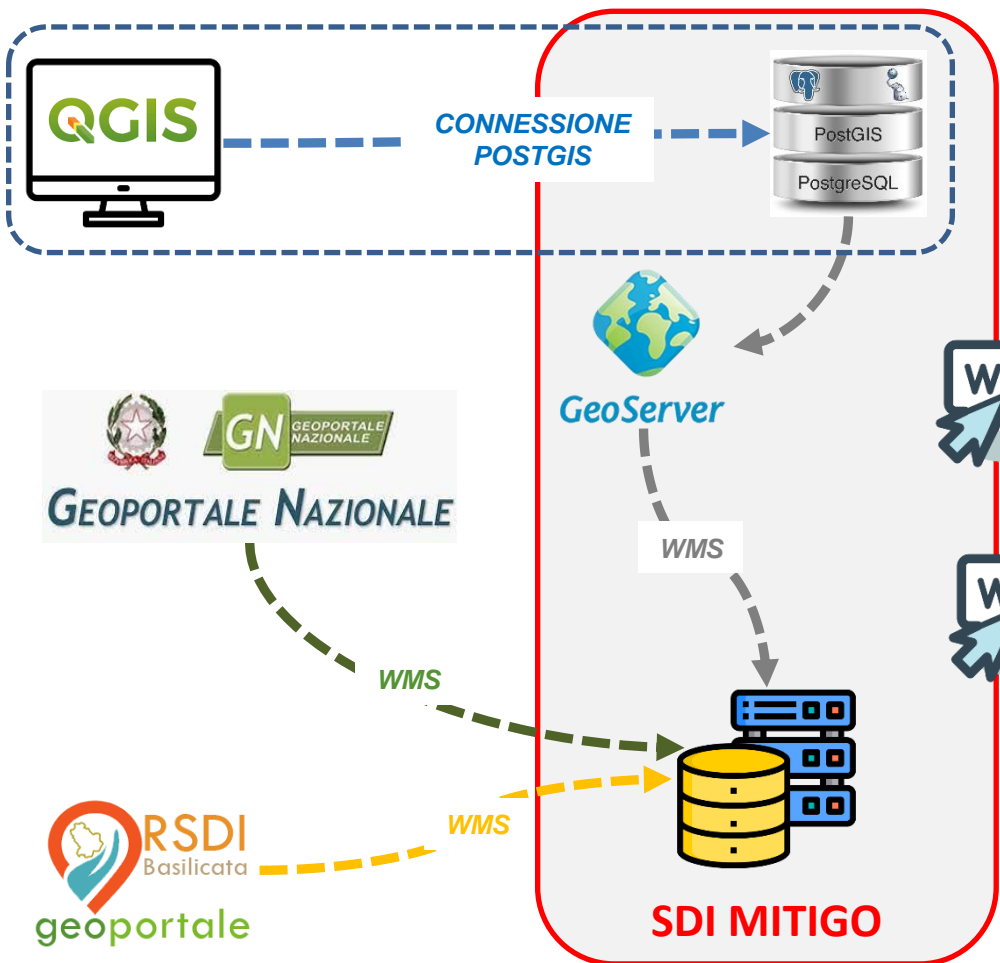 QGIS
CONNESSIONE
POSTGIS
PostGIS
PostgreSQL
GeoServer
GN GEOPORTALE
NAZIONALE
GEOPORTALE NAZIONALE
WMS
WMS
WMS
RSDI
Basilicata
geoportale
SDI MITIGO